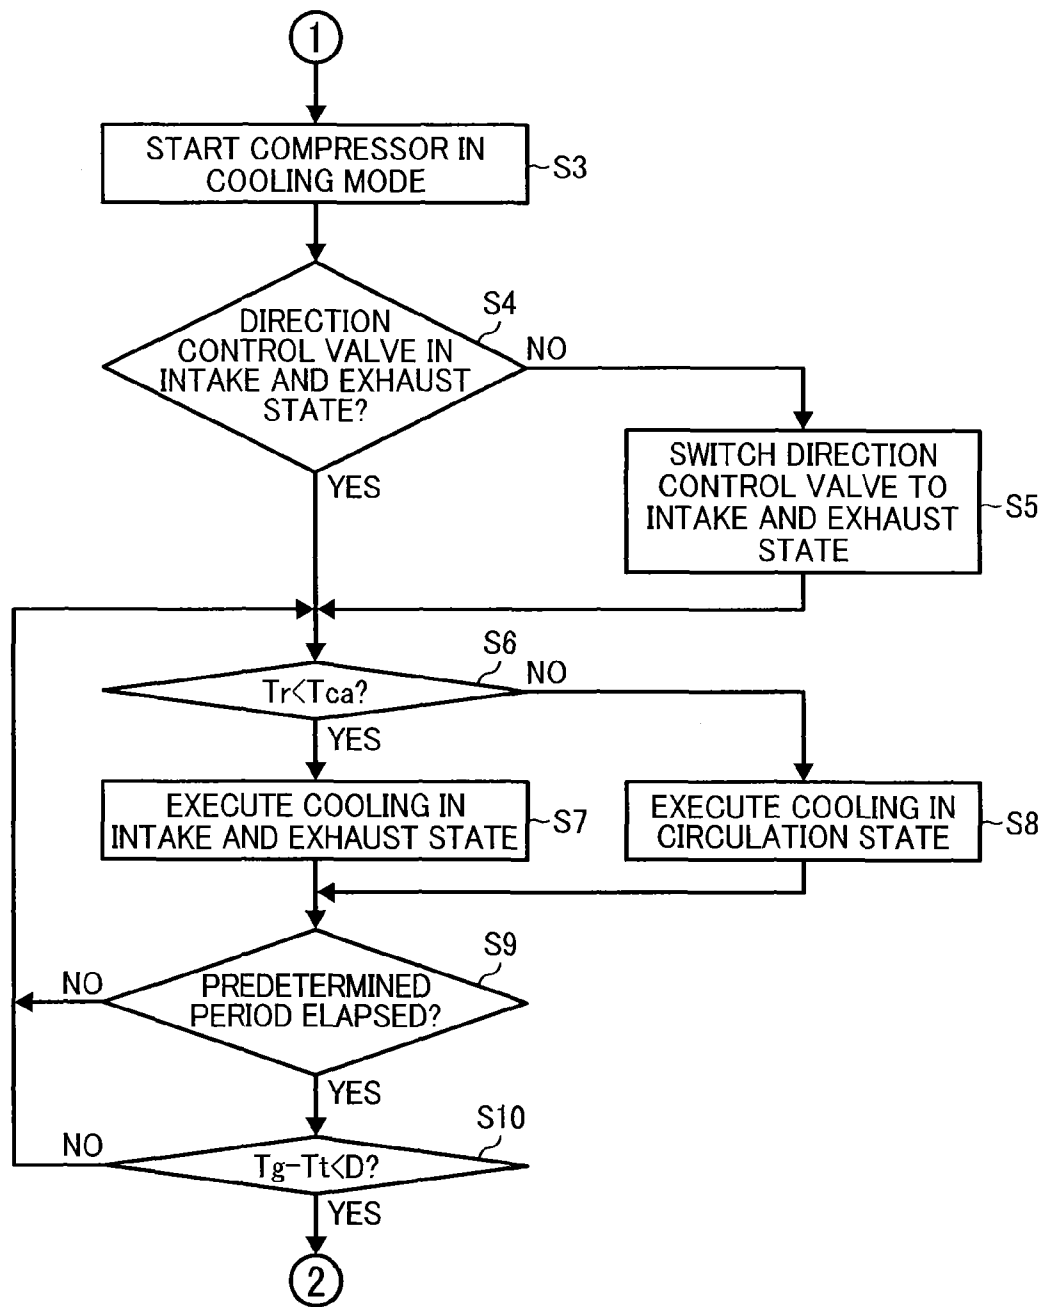 1
START COMPRESSOR IN
COOLING MODE
S3
DIRECTION
CONTROL VALVE IN
INTAKE AND EXHAUST
STATE?
S4
NO
YES
SWITCH DIRECTION
CONTROL VALVE TO
INTAKE AND EXHAUST
STATE
S5
Tr<Tca?
S6
NO
YES
EXECUTE COOLING IN
INTAKE AND EXHAUST STATE
S7
EXECUTE COOLING IN
CIRCULATION STATE
S8
PREDETERMINED
PERIOD ELAPSED?
S9
NO
YES
Tg-Tt<D?
S10
NO
YES
2